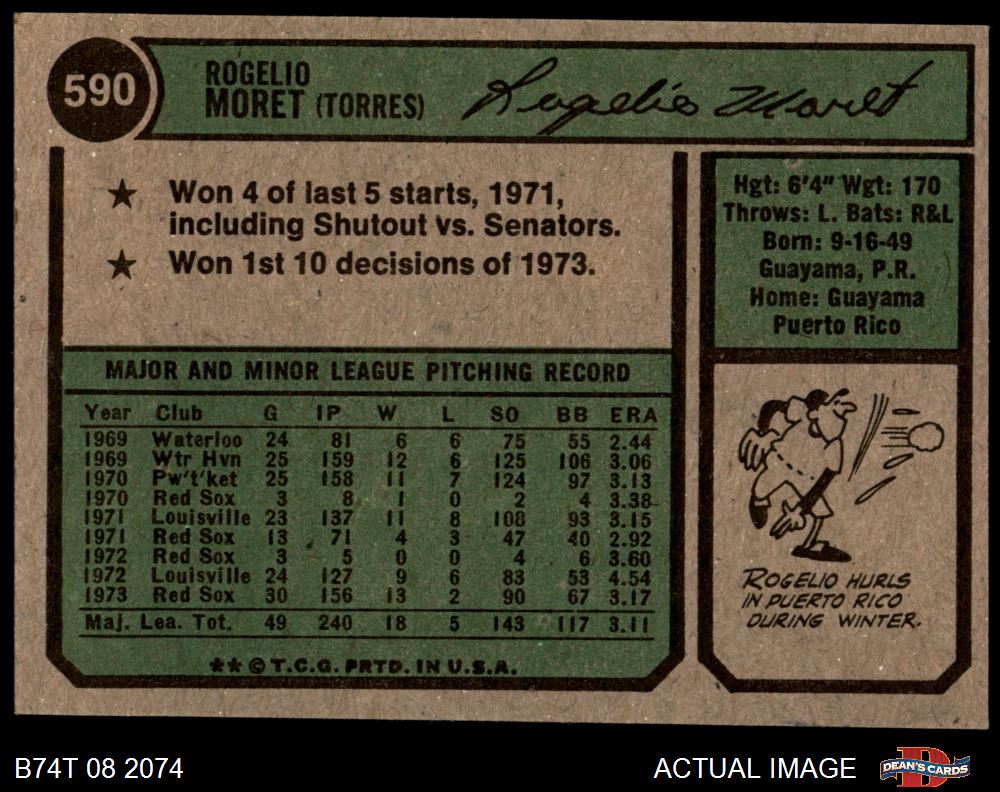 590
ROGELIO
MORET (TORRES)
Rogelio Moret
★ Won 4 of last 5 starts, 1971,
including Shutout vs. Senators.
★ Won 1st 10 decisions of 1973.
Hgt: 6'4" Wgt: 170
Throws: L. Bats: R&L
Born: 9-16-49
Guayama, P.R.
Home: Guayama
Puerto Rico
MAJOR AND MINOR LEAGUE PITCHING RECORD
Year Club G IP W L SO BB ERA
1969 Waterloo 24 81 6 6 75 55 2.44
1969 Wtr Hvn 25 159 12 6 125 106 3.06
1970 Pw't'ket 25 158 11 7 124 97 3.13
1970 Red Sox 3 8 1 0 2 4 3.38
1971 Louisville 23 137 11 8 108 93 3.15
1971 Red Sox 13 71 4 3 47 40 2.92
1972 Red Sox 3 5 0 0 4 6 3.60
1972 Louisville 24 127 9 6 83 53 4.54
1973 Red Sox 30 156 13 2 90 67 3.17
Maj. Lea. Tot. 49 240 18 5 143 117 3.11
** © T.C.G. PRTD. IN U.S.A.
ROGELIO HURLS
IN PUERTO RICO
DURING WINTER.
B74T 08 2074
ACTUAL IMAGE
D
DEAN'S CARDS